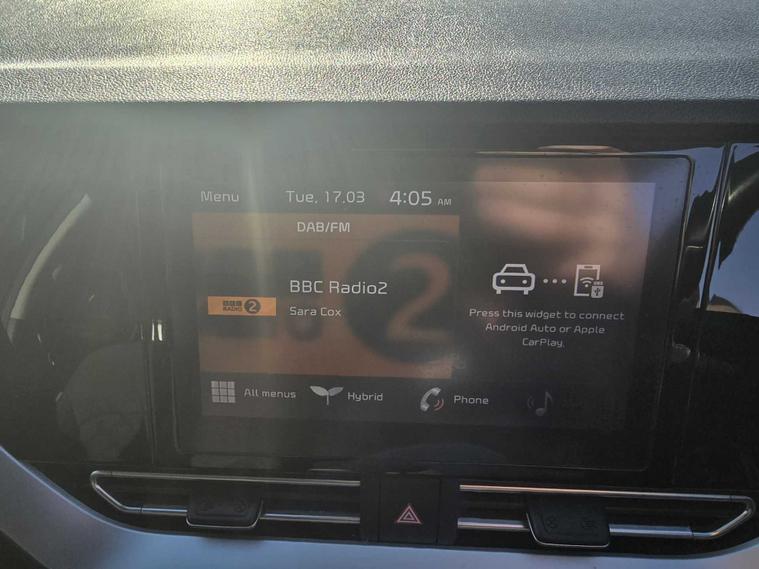 Menu
Tue, 17.03
4:05 AM
DAB/FM
BBC
RADIO 2
BBC Radio2
Sara Cox
2
Press this widget to connect
Android Auto or Apple
CarPlay.
All menus
Hybrid
Phone